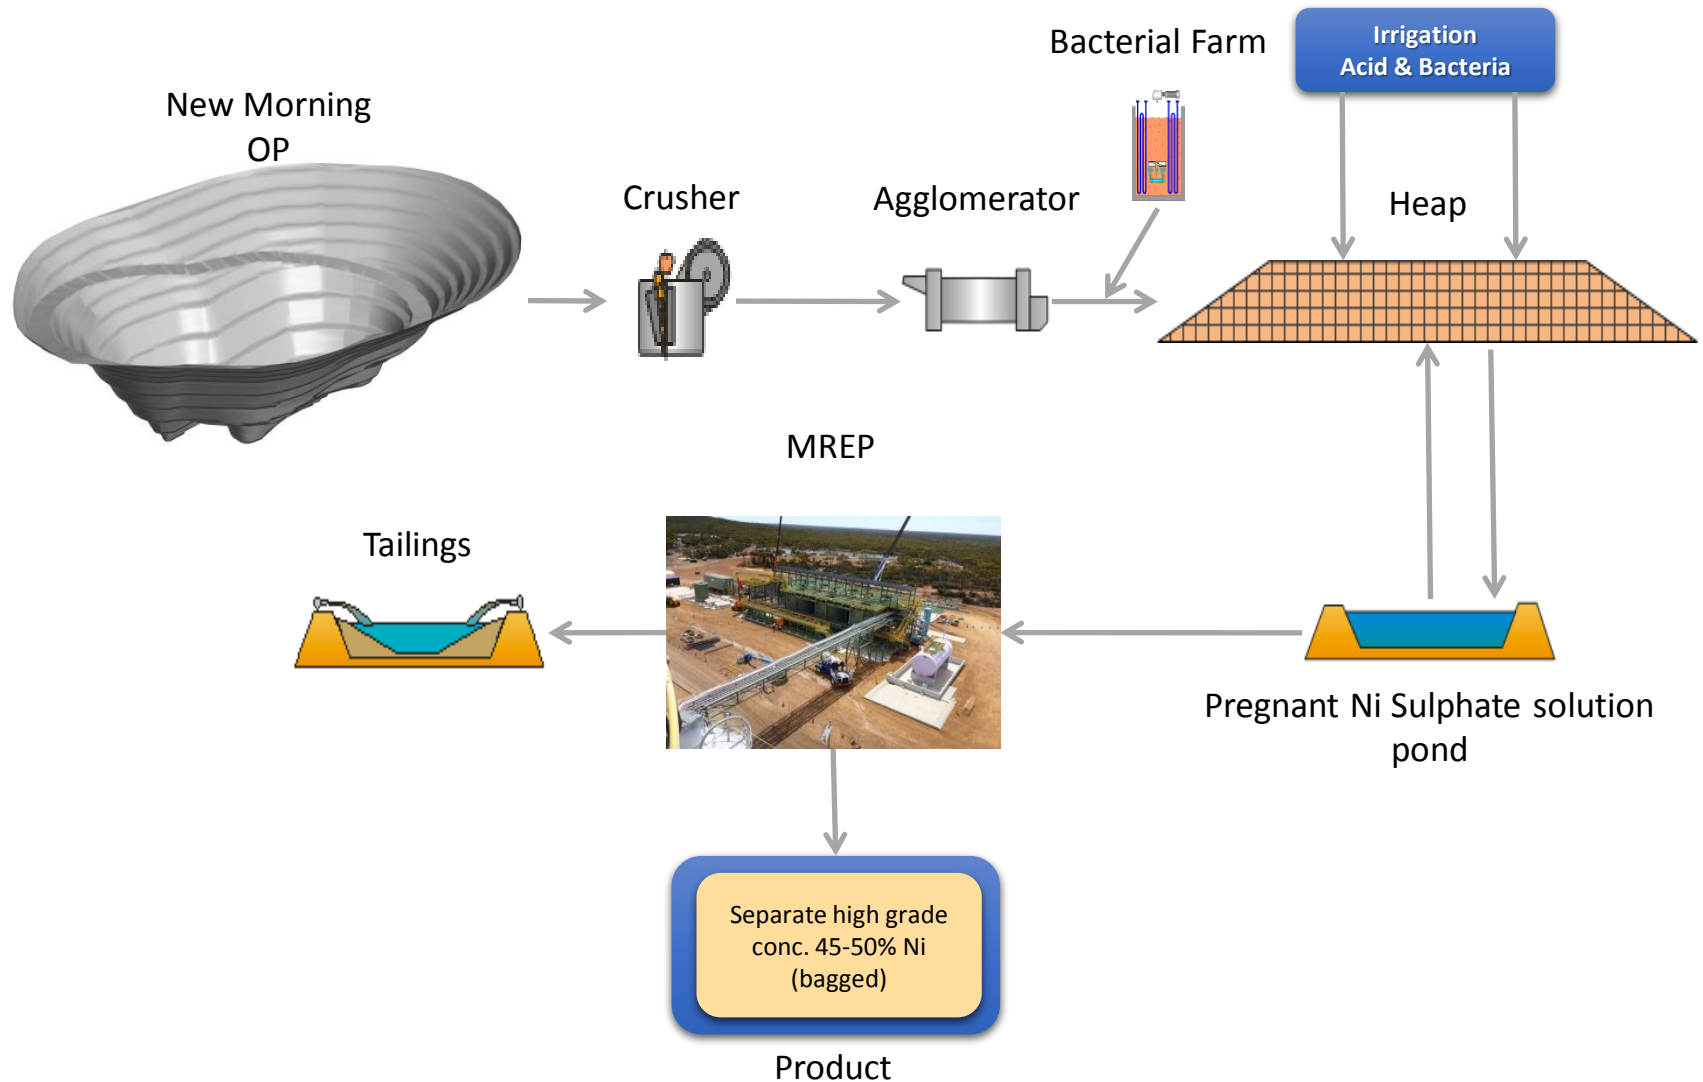 Bacterial Farm
Irrigation
Acid & Bacteria
New Morning
OP
Crusher
Agglomerator
Heap
MREP
Tailings
Pregnant Ni Sulphate solution
pond
Separate high grade
conc. 45-50% Ni
(bagged)
Product